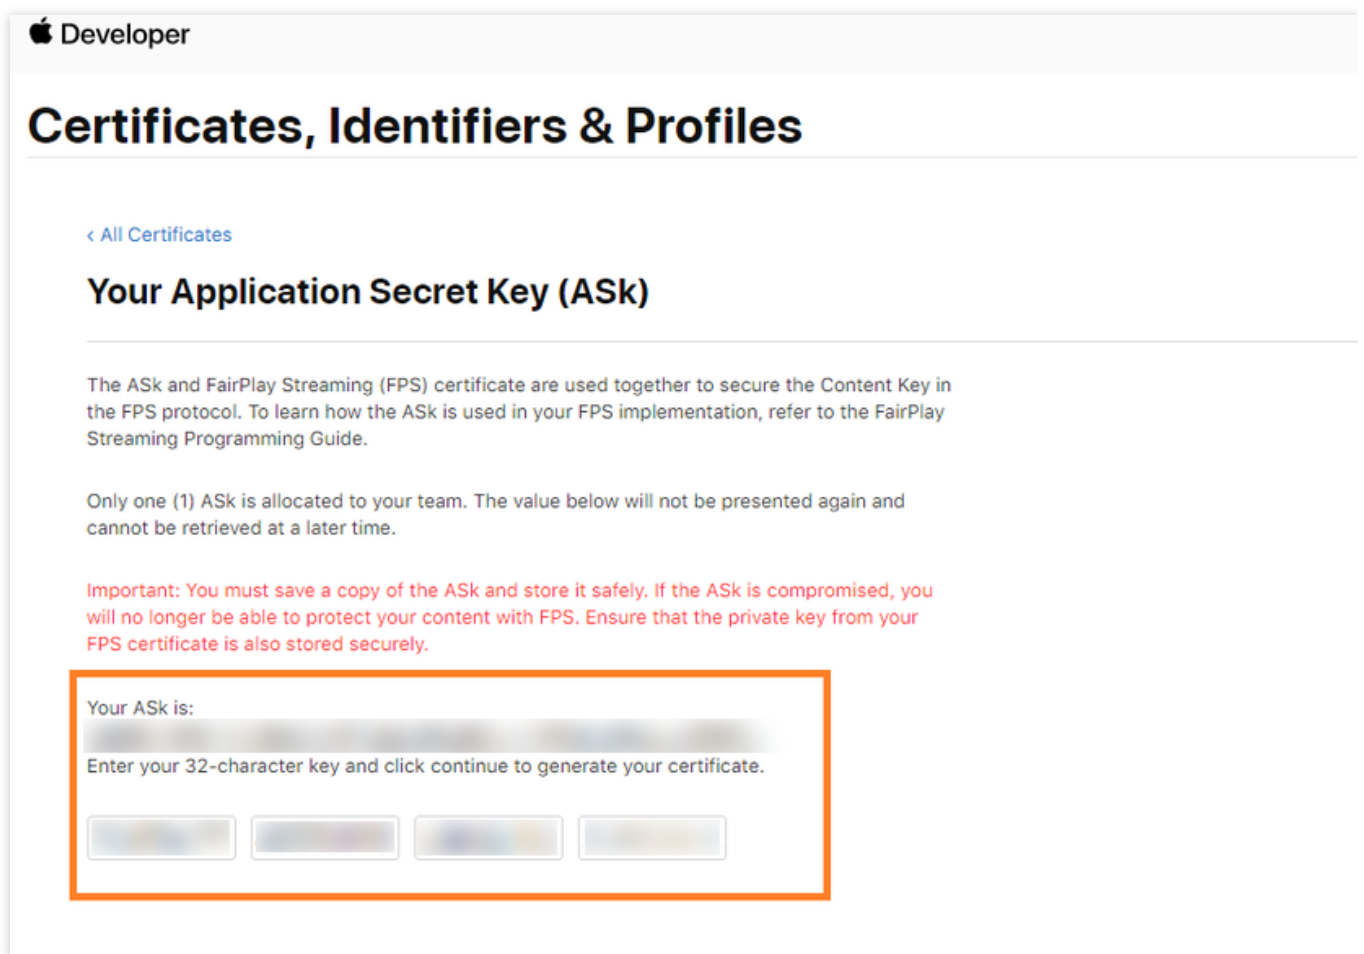 Developer
Certificates, Identifiers & Profiles
‹ All Certificates
Your Application Secret Key (ASk)
The ASk and FairPlay Streaming (FPS) certificate are used together to secure the Content Key in
the FPS protocol. To learn how the ASk is used in your FPS implementation, refer to the FairPlay
Streaming Programming Guide.
Only one (1) ASk is allocated to your team. The value below will not be presented again and
cannot be retrieved at a later time.
Important: You must save a copy of the ASk and store it safely. If the ASk is compromised, you
will no longer be able to protect your content with FPS. Ensure that the private key from your
FPS certificate is also stored securely.
Your ASk is:
Enter your 32-character key and click continue to generate your certificate.